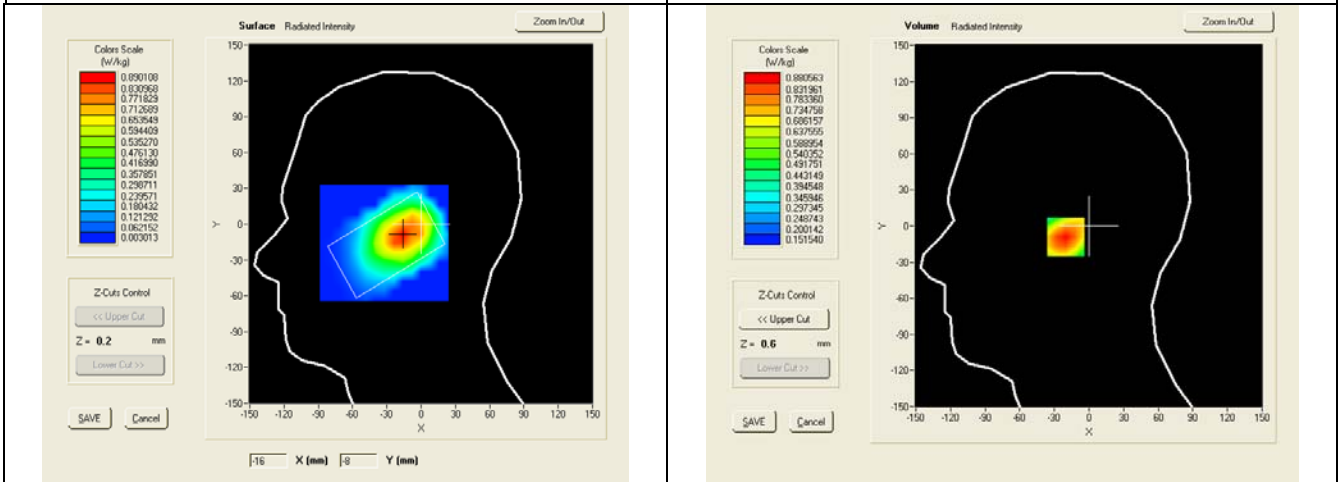 Surface Radiated Intensity
Zoom In/Out
Colors Scale
(W/kg)
0.890108
0.830968
0.771829
0.712689
0.653549
0.594409
0.535270
0.476130
0.416990
0.357851
0.298711
0.239571
0.180432
0.121292
0.062152
0.003013
Z-Cuts Control
<< Upper Cut
Z = 0.2 mm
Lower Cut >>
SAVE Cancel
150
120
90
60
30
0
-30
-60
-90
-120
-150
Y
-150 -120 -90 -60 -30 0 30 60 90 120 150
X
-16 X (mm) -8 Y (mm)
Volume Radiated Intensity
Zoom In/Out
Colors Scale
(W/kg)
0.880563
0.831961
0.783360
0.734758
0.686157
0.637555
0.588954
0.540352
0.491751
0.443149
0.394548
0.345946
0.297345
0.248743
0.200142
0.151540
Z-Cuts Control
<< Upper Cut
Z = 0.6 mm
Lower Cut >>
SAVE Cancel
150
120
90
60
30
0
-30
-60
-90
-120
-150
Y
-150 -120 -90 -60 -30 0 30 60 90 120 150
X